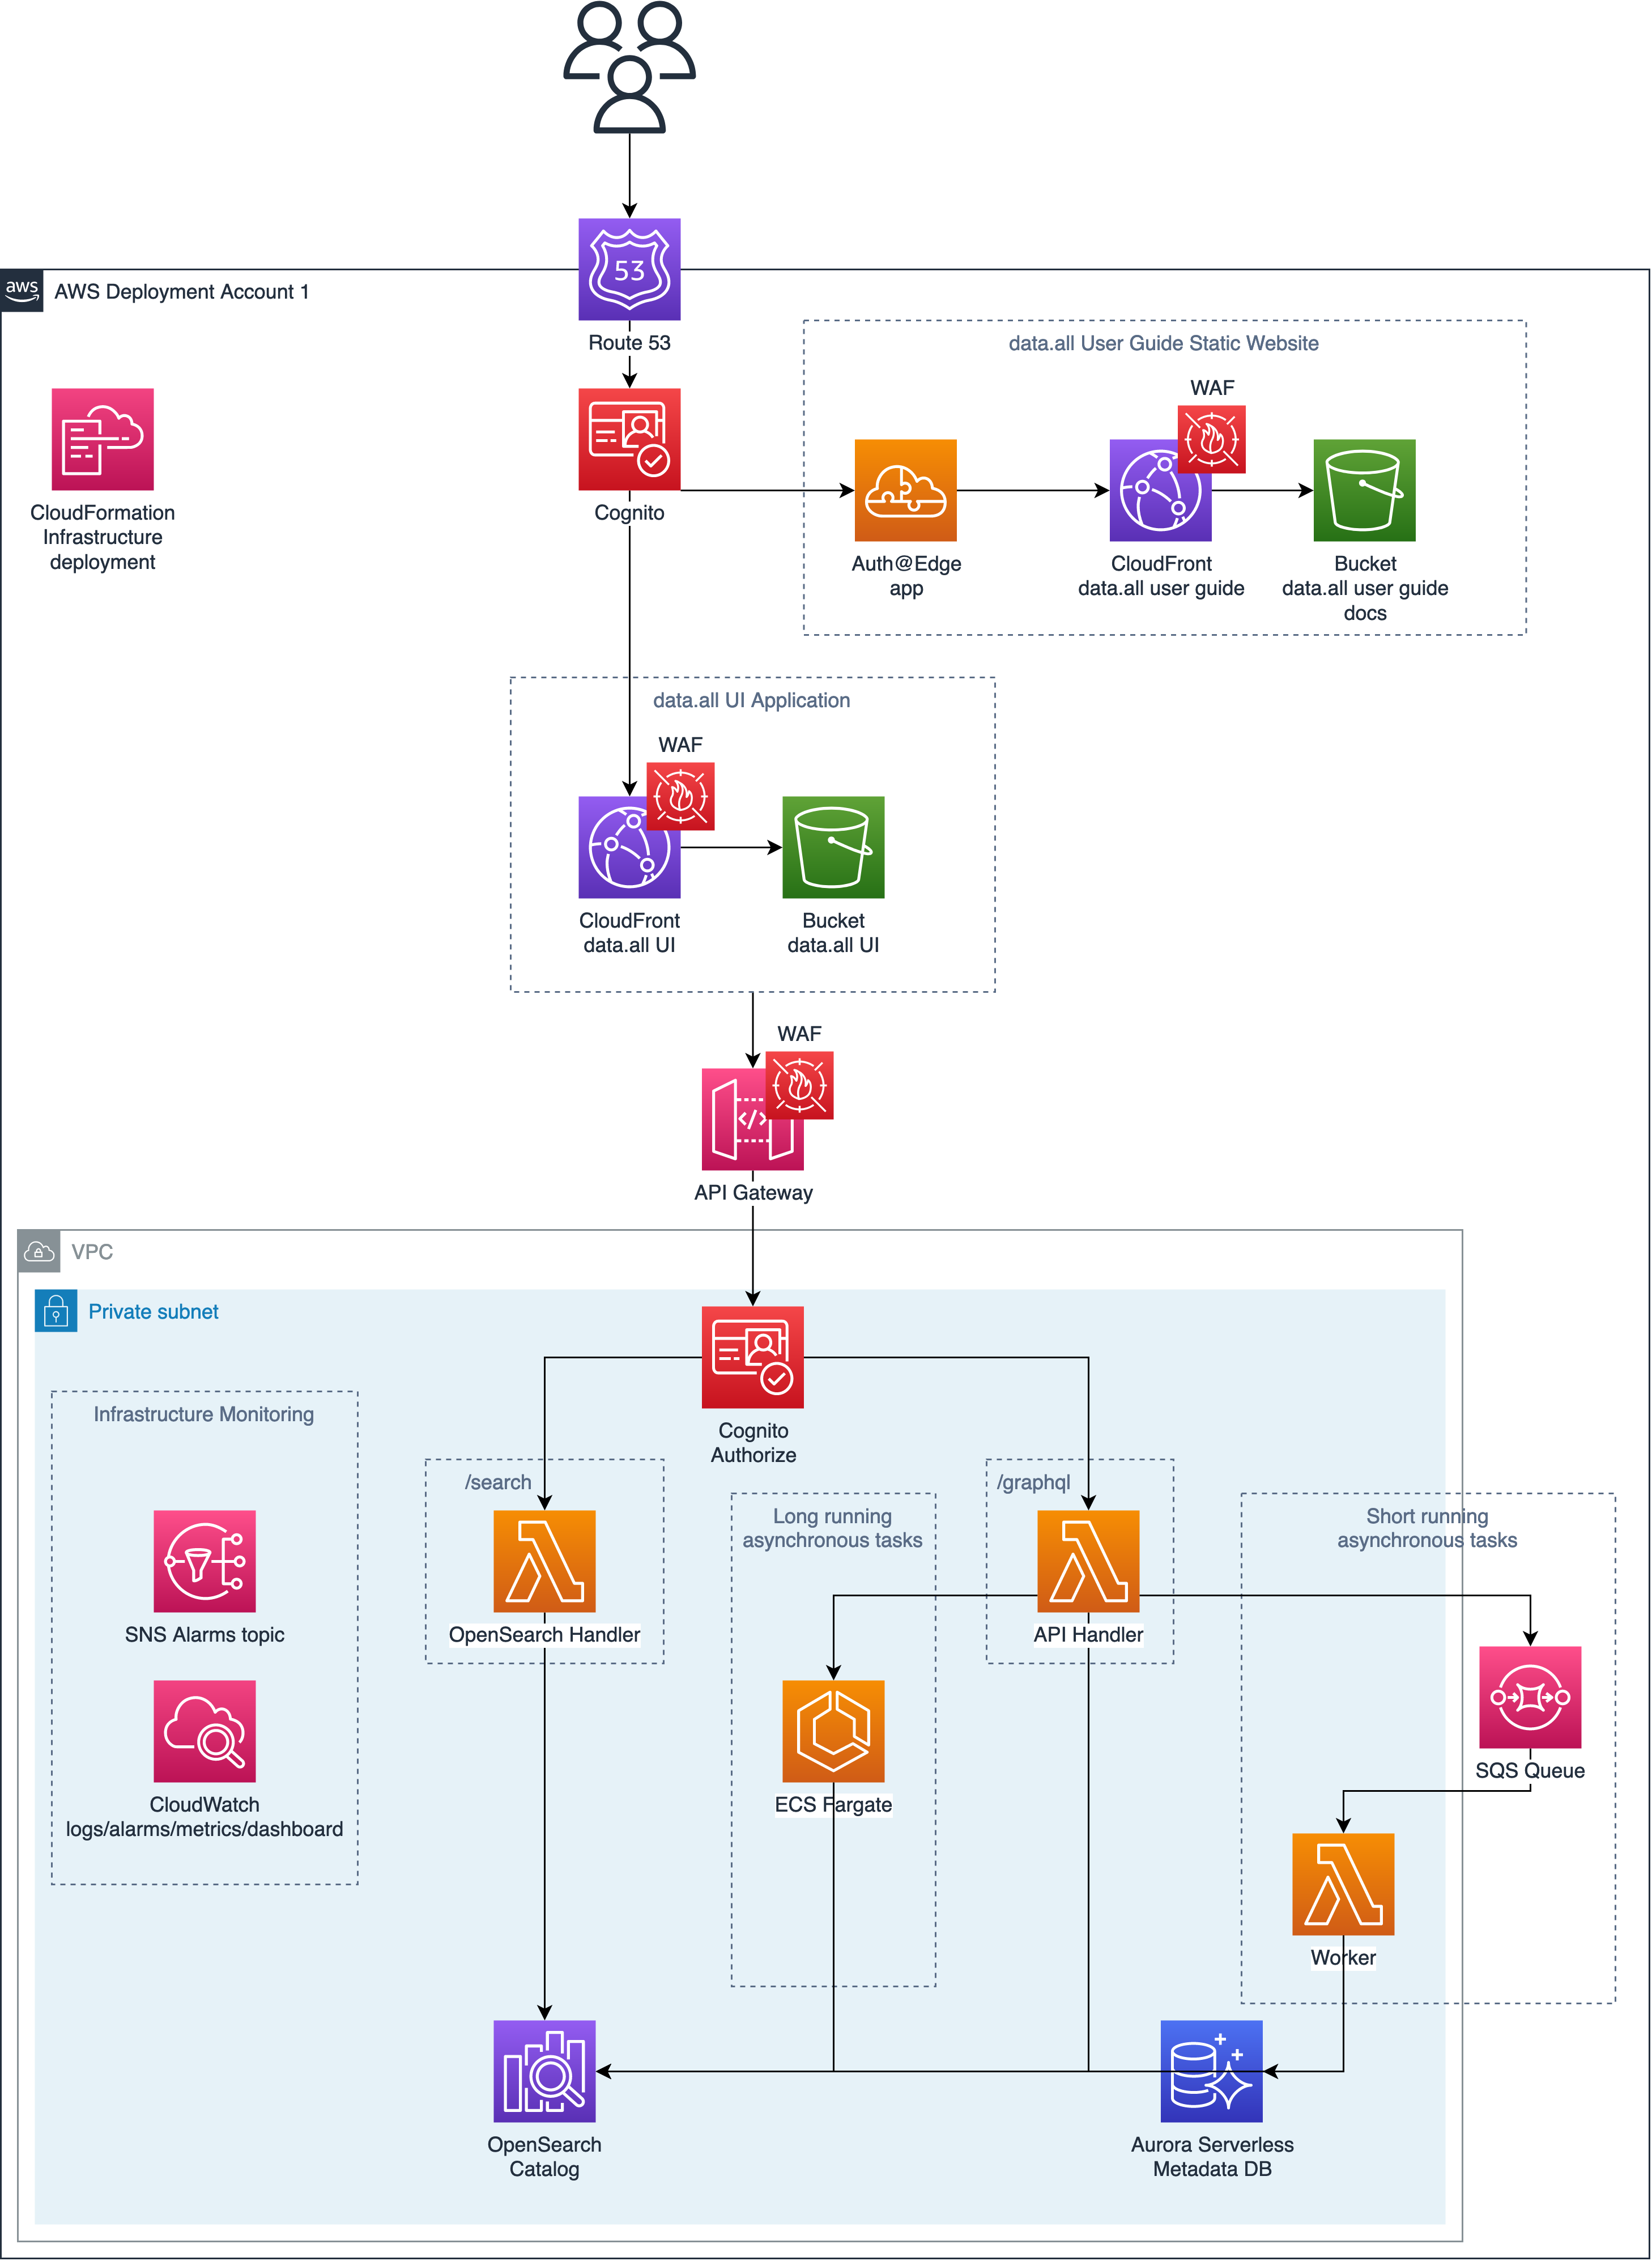 53
aws
AWS Deployment Account 1
Route 53
data.all User Guide Static Website
WAF
CloudFormation
Infrastructure
deployment
Cognito
Auth@Edge
app
CloudFront
data.all user guide
Bucket
data.all user guide
docs
data.all UI Application
WAF
CloudFront
data.all UI
Bucket
data.all UI
WAF
</>
API Gateway
VPC
Private subnet
Cognito
Authorize
Infrastructure Monitoring
SNS Alarms topic
CloudWatch
logs/alarms/metrics/dashboard
/search
OpenSearch Handler
Long running
asynchronous tasks
ECS Fargate
/graphql
API Handler
Short running
asynchronous tasks
SQS Queue
Worker
OpenSearch
Catalog
Aurora Serverless
Metadata DB